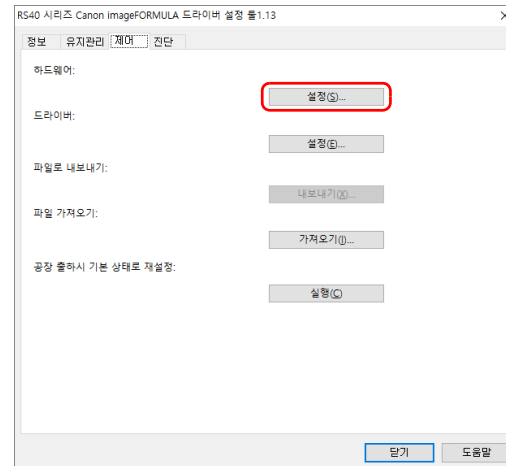 RS40 시리즈 Canon imageFORMULA 드라이버 설정 툴1.13
정보 유지관리 제어 진단
하드웨어:
설정(S)...
드라이버:
설정(E)...
파일로 내보내기:
내보내기(X)...
파일 가져오기:
가져오기(I)...
공장 출하시 기본 상태로 재설정:
실행(C)
닫기 도움말